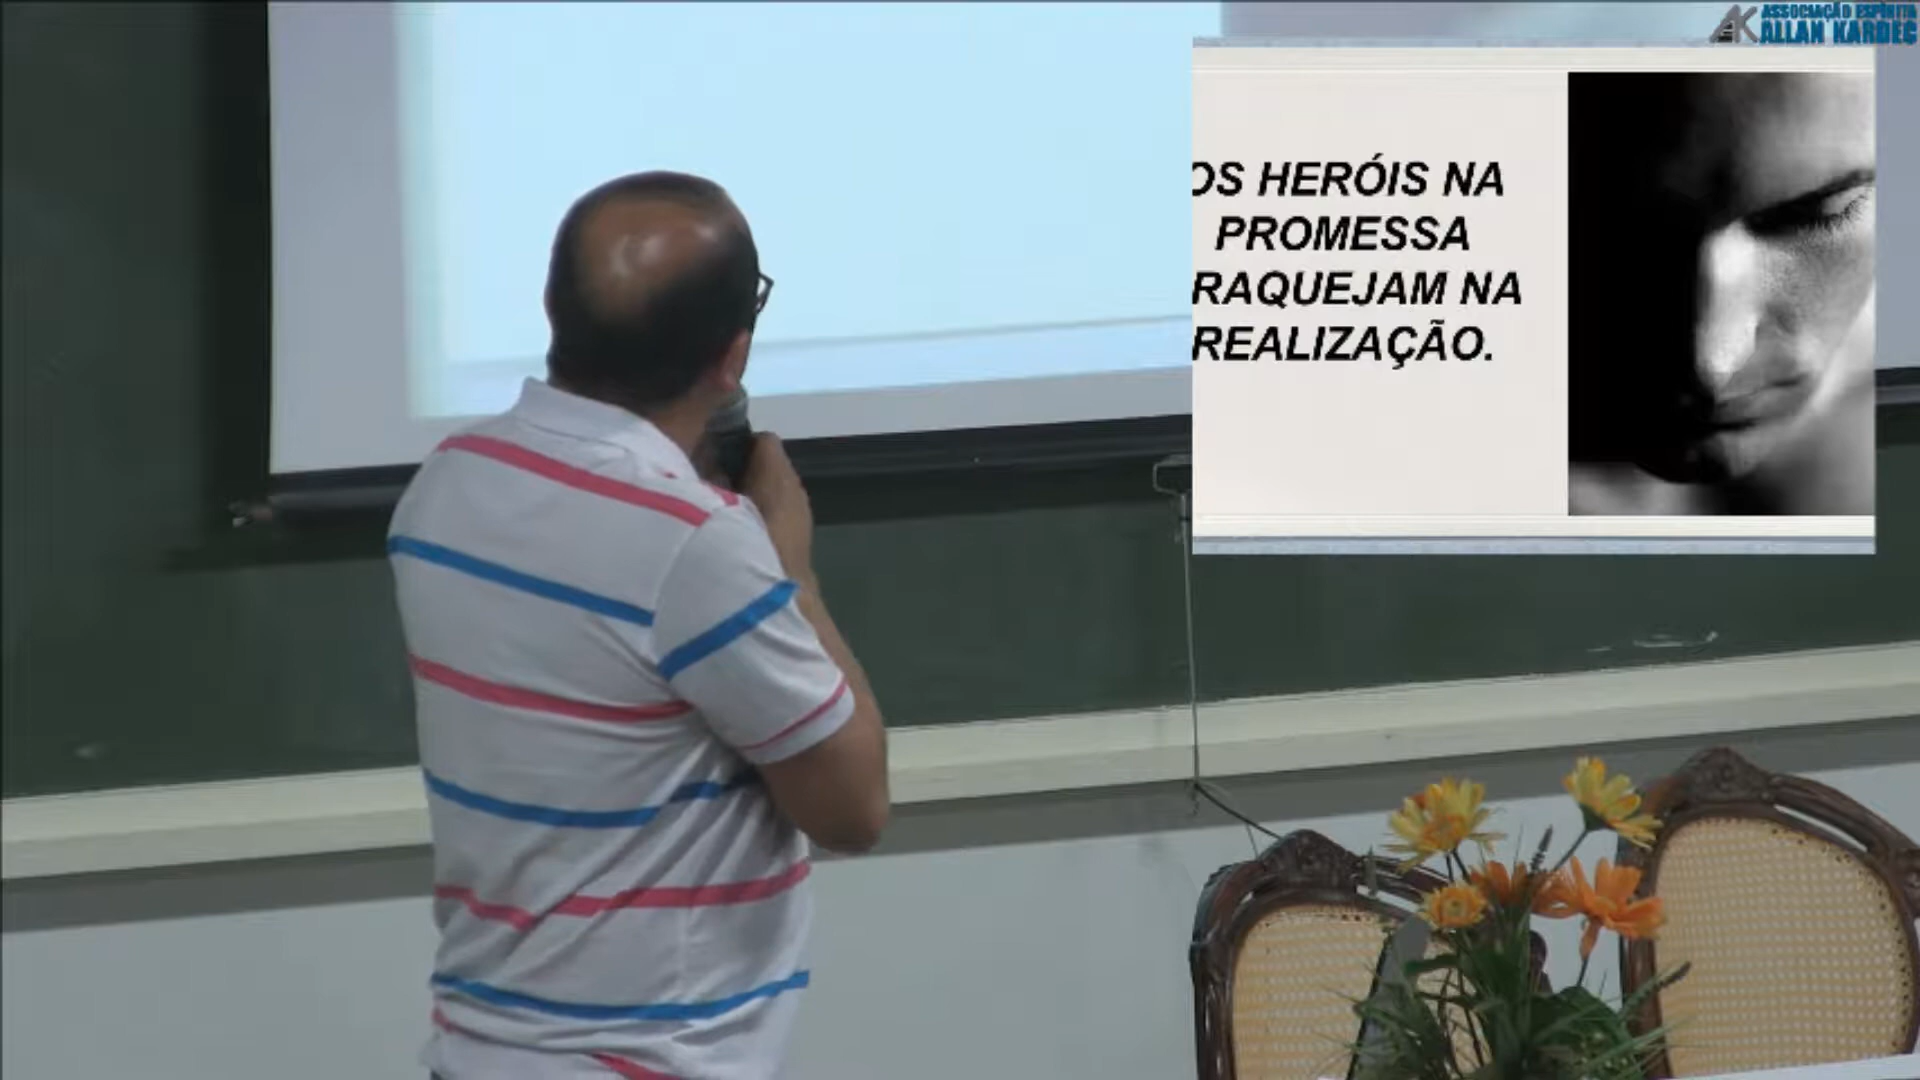 ASSOCIAÇÃO ESPÍRITA
ALLAN KARDEC
OS HERÓIS NA
PROMESSA
RAQUEJAM NA
REALIZAÇÃO.